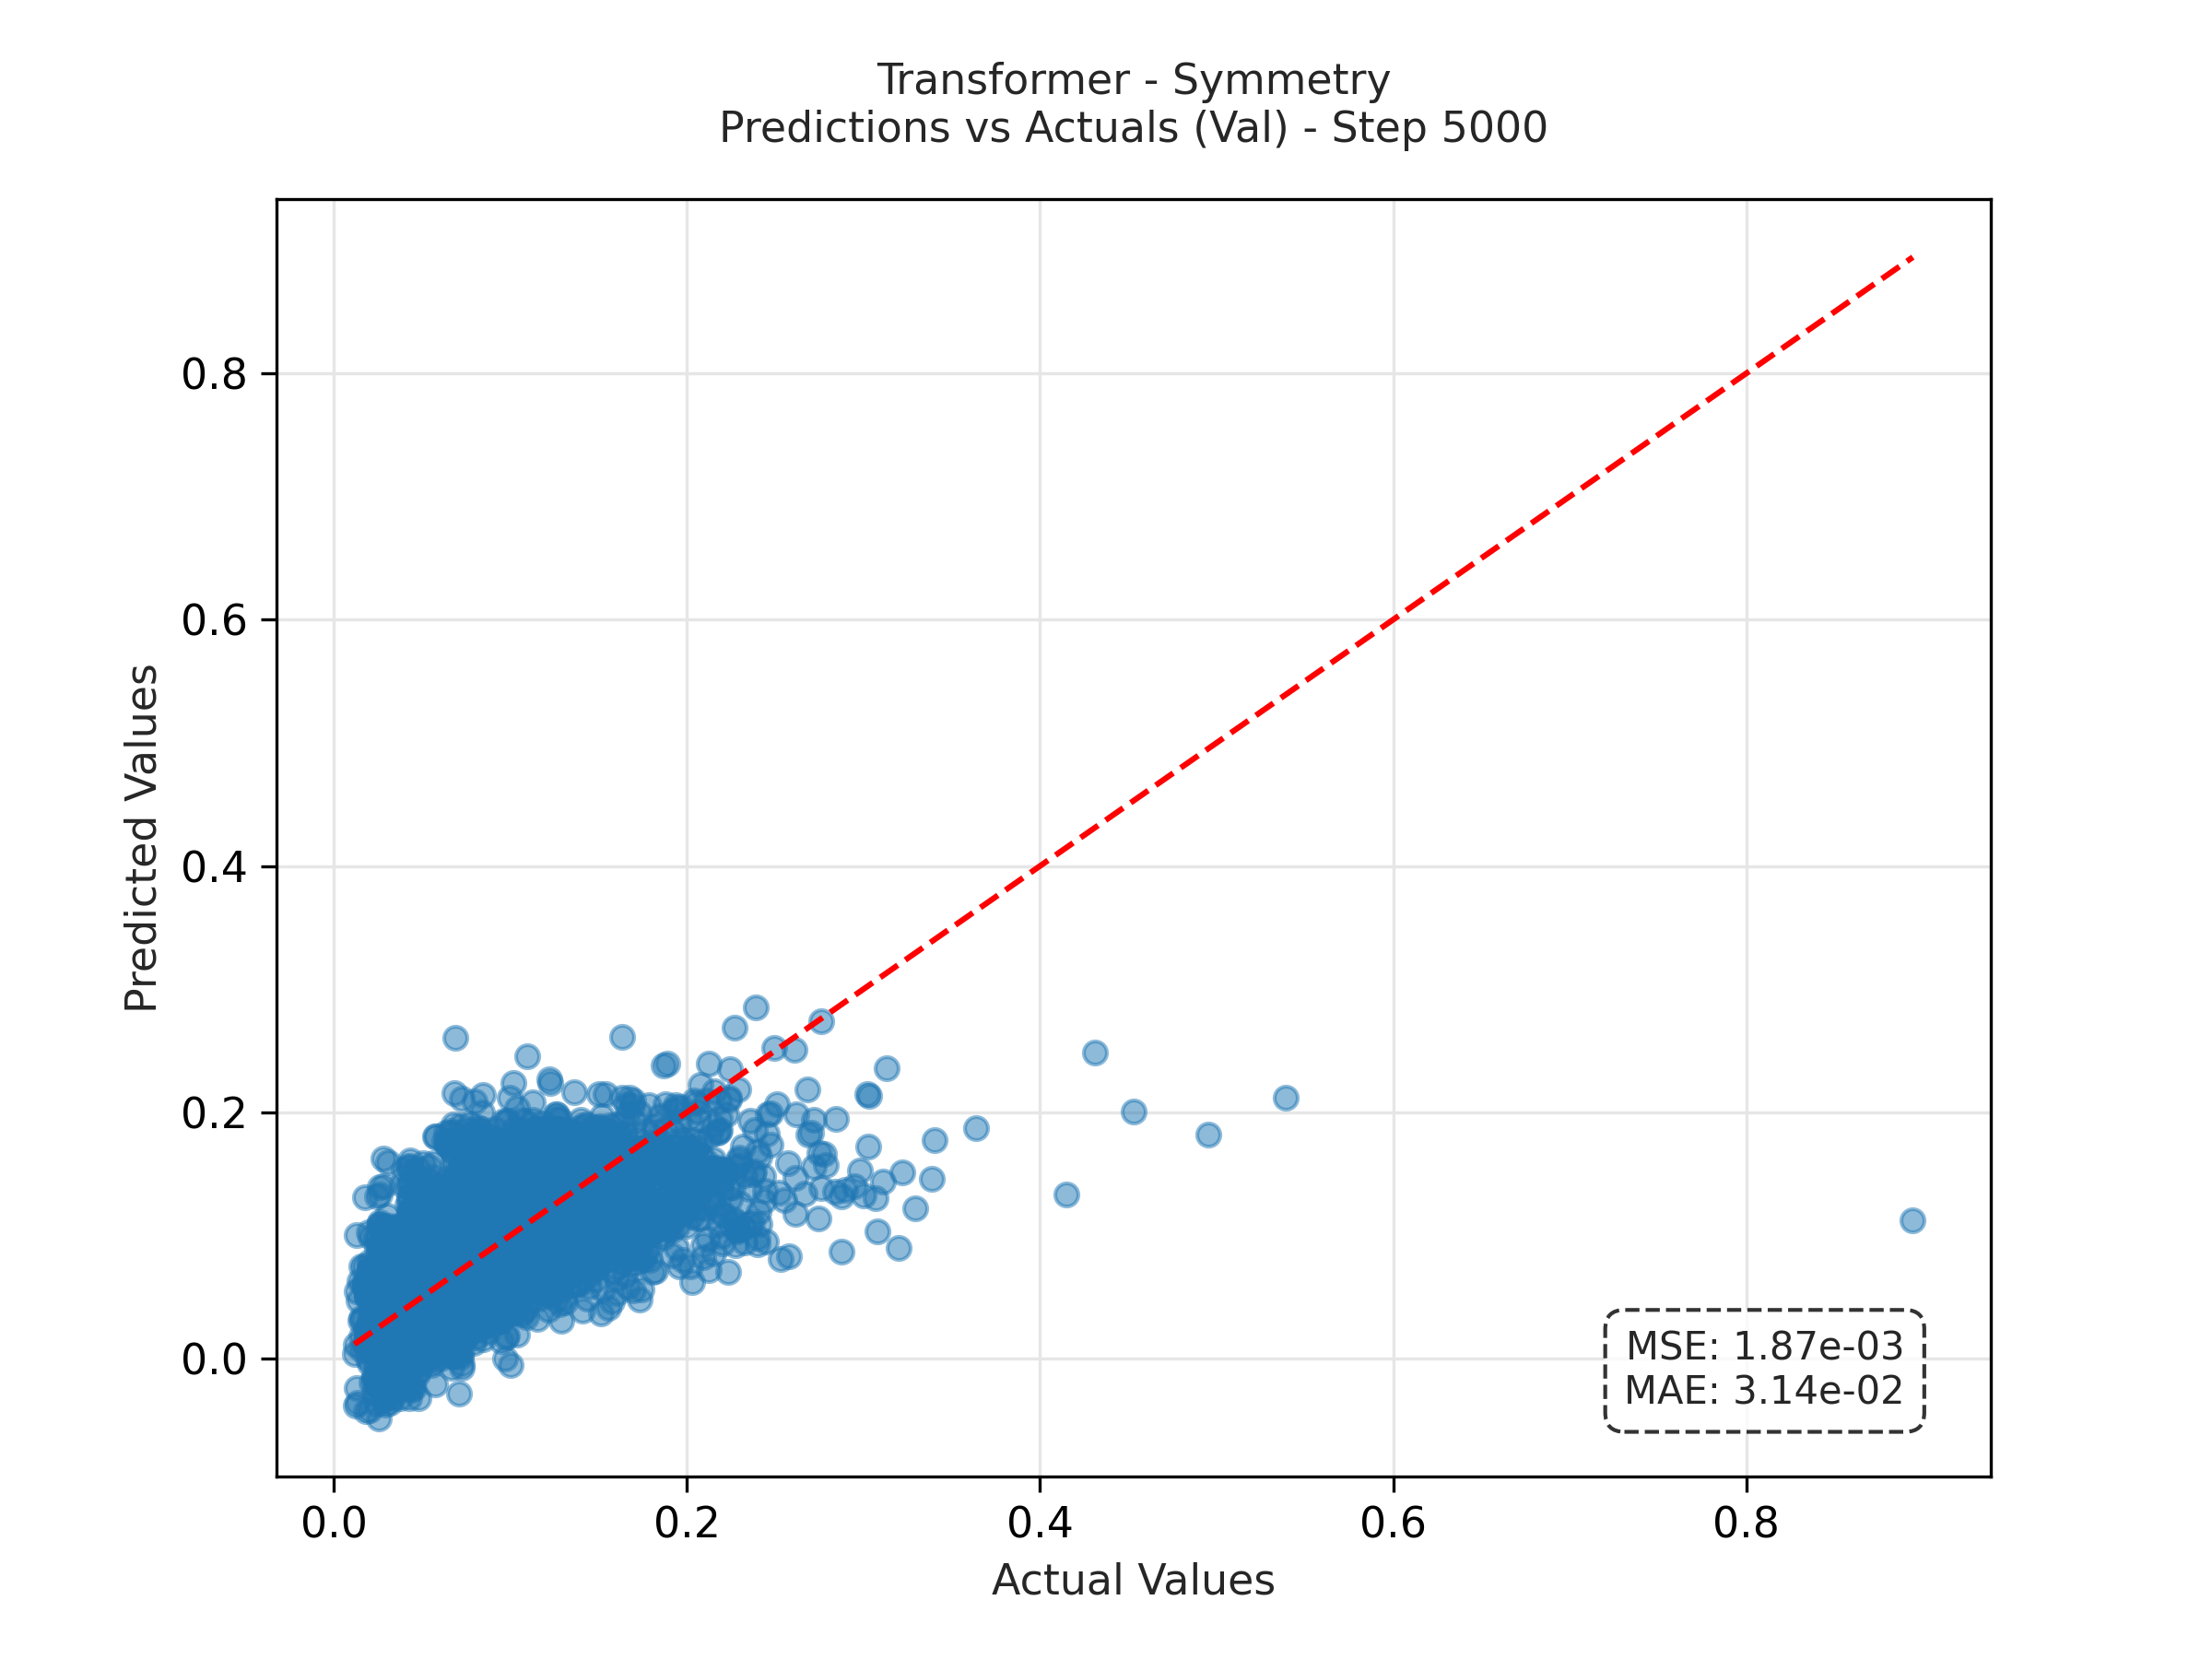 Transformer - Symmetry
Predictions vs Actuals (Val) - Step 5000
Predicted Values
0.8
0.6
0.4
0.2
0.0
MSE: 1.87e-03
MAE: 3.14e-02
0.0 0.2 0.4 0.6 0.8
Actual Values